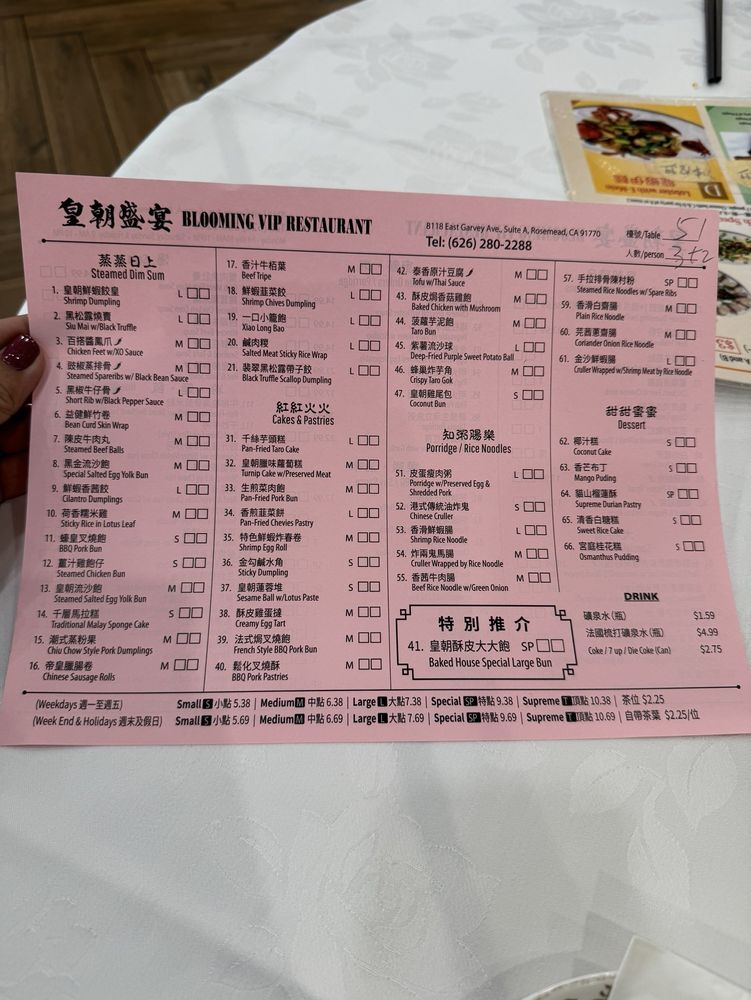 皇朝盛宴 BLOOMING VIP RESTAURANT
8118 East Garvey Ave., Suite A, Rosemead, CA 91770
Tel: (626) 280-2288
檯號/Table 51
人數/person 3+2
蒸蒸日上
Steamed Dim Sum
1. 皇朝鮮蝦餃皇 L
Shrimp Dumpling
2. 黑松露燒賣 L
Siu Mai w/Black Truffle
3. 百搭醬鳳爪 M
Chicken Feet w/XO Sauce
4. 豉椒蒸排骨 M
Steamed Spareribs w/ Black Bean Sauce
5. 黑椒牛仔骨 L
Short Rib w/Black Pepper Sauce
6. 益健鮮竹卷 M
Bean Curd Skin Wrap
7. 陳皮牛肉丸 M
Steamed Beef Balls
8. 黑金流沙飽 M
Special Salted Egg Yolk Bun
9. 鮮蝦香茜餃 L
Cilantro Dumplings
10. 荷香糯米雞 M
Sticky Rice in Lotus Leaf
11. 蠔皇叉燒飽 S
BBQ Pork Bun
12. 薑汁雞飽仔 S
Steamed Chicken Bun
13. 皇朝流沙飽 M
Steamed Salted Egg Yolk Bun
14. 千層馬拉糕 S
Traditional Malay Sponge Cake
15. 潮式蒸粉果 M
Chiu Chow Style Pork Dumplings
16. 帝皇臘腸卷 M
Chinese Sausage Rolls
17. 香汁牛栢葉 M
Beef Tripe
18. 鮮蝦韮菜餃 L
Shrimp Chives Dumpling
19. 一口小籠飽 L
Xiao Long Bao
20. 鹹肉糭 L
Salted Meat Sticky Rice Wrap
21. 翡翠黑松露帶子餃 L
Black Truffle Scallop Dumpling
紅紅火火
Cakes & Pastries
31. 千絲芋頭糕 L
Pan-Fried Taro Cake
32. 皇朝臘味蘿蔔糕 M
Turnip Cake w/Preserved Meat
33. 生煎菜肉飽 M
Pan-Fried Pork Bun
34. 香煎韮菜餅 L
Pan-Fried Chevies Pastry
35. 特色鮮蝦炸春卷 M
Shrimp Egg Roll
36. 金勾鹹水角 S
Sticky Dumpling
37. 皇朝蓮蓉堆 S
Sesame Ball w/Lotus Paste
38. 酥皮雞蛋撻 M
Creamy Egg Tart
39. 法式焗叉燒飽 M
French Style BBQ Pork Bun
40. 鬆化叉燒酥 M
BBQ Pork Pastries
42. 泰香原汁豆腐 M
Tofu w/Thai Sauce
43. 酥皮焗香菇雞飽 M
Baked Chicken with Mushroom
44. 菠蘿芋泥飽 M
Taro Bun
45. 紫薯流沙球 L
Deep-Fried Purple Sweet Potato Ball
46. 蜂巢炸芋角 M
Crispy Taro Gok
47. 皇朝雞尾包 S
Coconut Bun
知粥腸樂
Porridge / Rice Noodles
51. 皮蛋瘦肉粥 L
Porridge w/Preserved Egg &
Shredded Pork
52. 港式傳統油炸鬼 S
Chinese Cruller
53. 香滑鮮蝦腸 L
Shrimp Rice Noodle
54. 炸兩鬼馬腸 M
Cruller Wrapped by Rice Noodle
55. 香茜牛肉腸 M
Beef Rice Noodle w/Green Onion
特別推介
41. 皇朝酥皮大大飽 SP
Baked House Special Large Bun
57. 手拉排骨陳村粉 SP
Steamed Rice Noodles w/ Spare Ribs
59. 香滑白齋腸 M
Plain Rice Noodle
60. 芫茜蔥齋腸 M
Coriander Onion Rice Noodle
61. 金沙鮮蝦腸 L
Cruller Wrapped w/Shrimp Meat by Rice Noodle
甜甜蜜蜜
Dessert
62. 椰汁糕 S
Coconut Cake
63. 香芒布丁 S
Mango Puding
64. 貓山榴蓮酥 SP
Supreme Durian Pastry
65. 清香白糖糕 S
Sweet Rice Cake
66. 宮庭桂花糕 S
Osmanthus Pudding
DRINK
礦泉水 (瓶) $1.59
法國梳打礦泉水 (瓶) $4.99
Coke / 7 up / Die Coke (Can) $2.75
(Weekdays 週一至週五) Small S 小點 5.38 | Medium M 中點 6.38 | Large L 大點 7.38 | Special SP 特點 9.38 | Supreme T 頂點 10.38 | 茶位 $2.25
(Week End & Holidays 週末及假日) Small S 小點 5.69 | Medium M 中點 6.69 | Large L 大點 7.69 | Special SP 特點 9.69 | Supreme T 頂點 10.69 | 自帶茶葉 $2.25/位